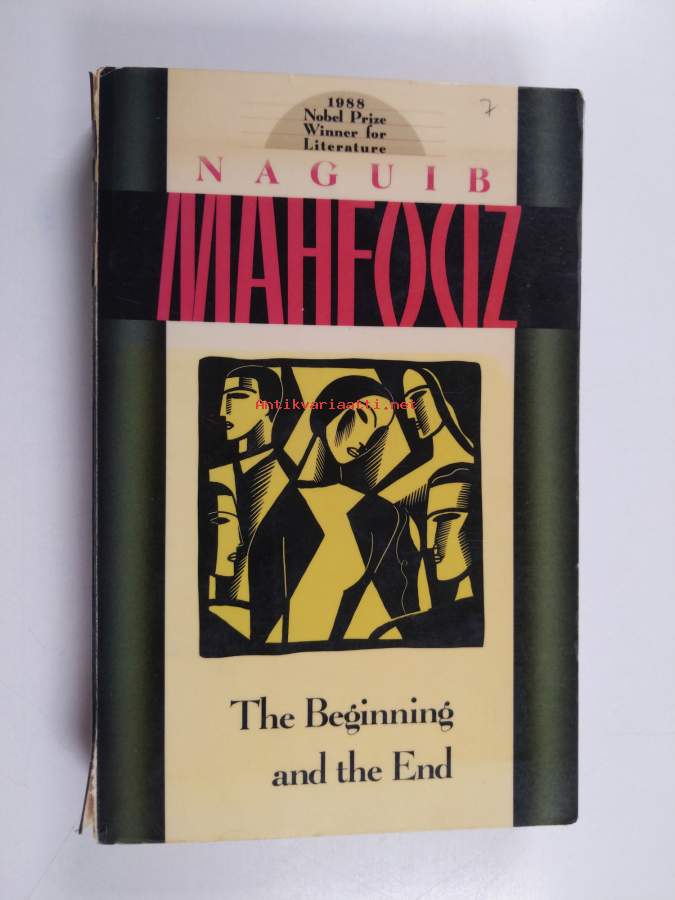 1988
Nobel Prize
Winner for
Literature
7
NAGUIB
MAHFOUZ
Antikvariaatti.net
The Beginning
and the End